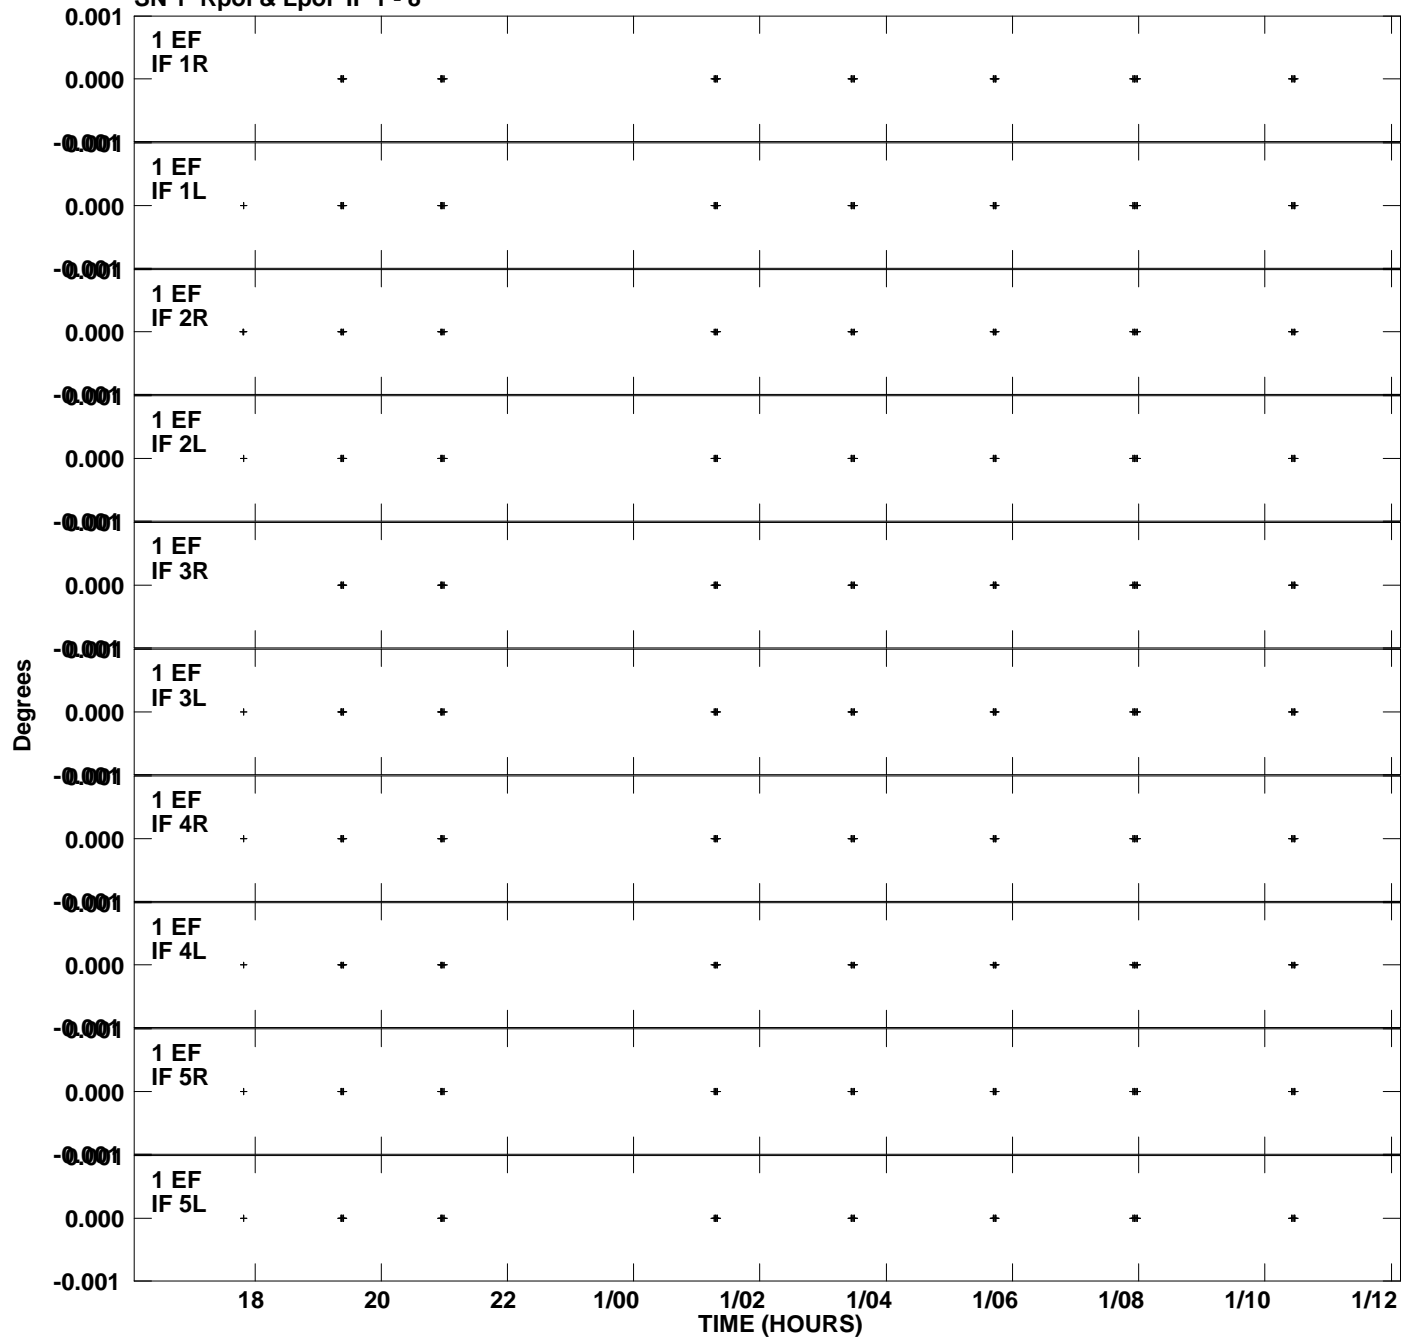 SN 1 Rpol & Lpol IF 1 - 8
0.001
1 EF
IF 1R
0.000
-0.001
1 EF
IF 1L
0.000
-0.001
1 EF
IF 2R
0.000
-0.001
1 EF
IF 2L
0.000
-0.001
1 EF
IF 3R
0.000
-0.001
1 EF
IF 3L
0.000
-0.001
1 EF
IF 4R
0.000
-0.001
1 EF
IF 4L
0.000
-0.001
1 EF
IF 5R
0.000
-0.001
1 EF
IF 5L
0.000
-0.001
Degrees
18 20 22 1/00 1/02 1/04 1/06 1/08 1/10 1/12
TIME (HOURS)